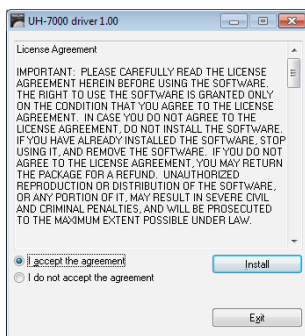 UH-7000 driver 1.00
License Agreement
IMPORTANT: PLEASE CAREFULLY READ THE LICENSE
AGREEMENT HEREIN BEFORE USING THE SOFTWARE.
THE RIGHT TO USE THE SOFTWARE IS GRANTED ONLY
ON THE CONDITION THAT YOU AGREE TO THE LICENSE
AGREEMENT. IN CASE YOU DO NOT AGREE TO THE
LICENSE AGREEMENT, DO NOT INSTALL THE SOFTWARE.
IF YOU HAVE ALREADY INSTALLED THE SOFTWARE, STOP
USING IT, AND REMOVE THE SOFTWARE. IF YOU DO NOT
AGREE TO THE LICENSE AGREEMENT, YOU MAY RETURN
THE PACKAGE FOR A REFUND. UNAUTHORIZED
REPRODUCTION OR DISTRIBUTION OF THE SOFTWARE,
OR ANY PORTION OF IT, MAY RESULT IN SEVERE CIVIL
AND CRIMINAL PENALTIES, AND WILL BE PROSECUTED
TO THE MAXIMUM EXTENT POSSIBLE UNDER LAW.
I accept the agreement
Install
I do not accept the agreement
Exit